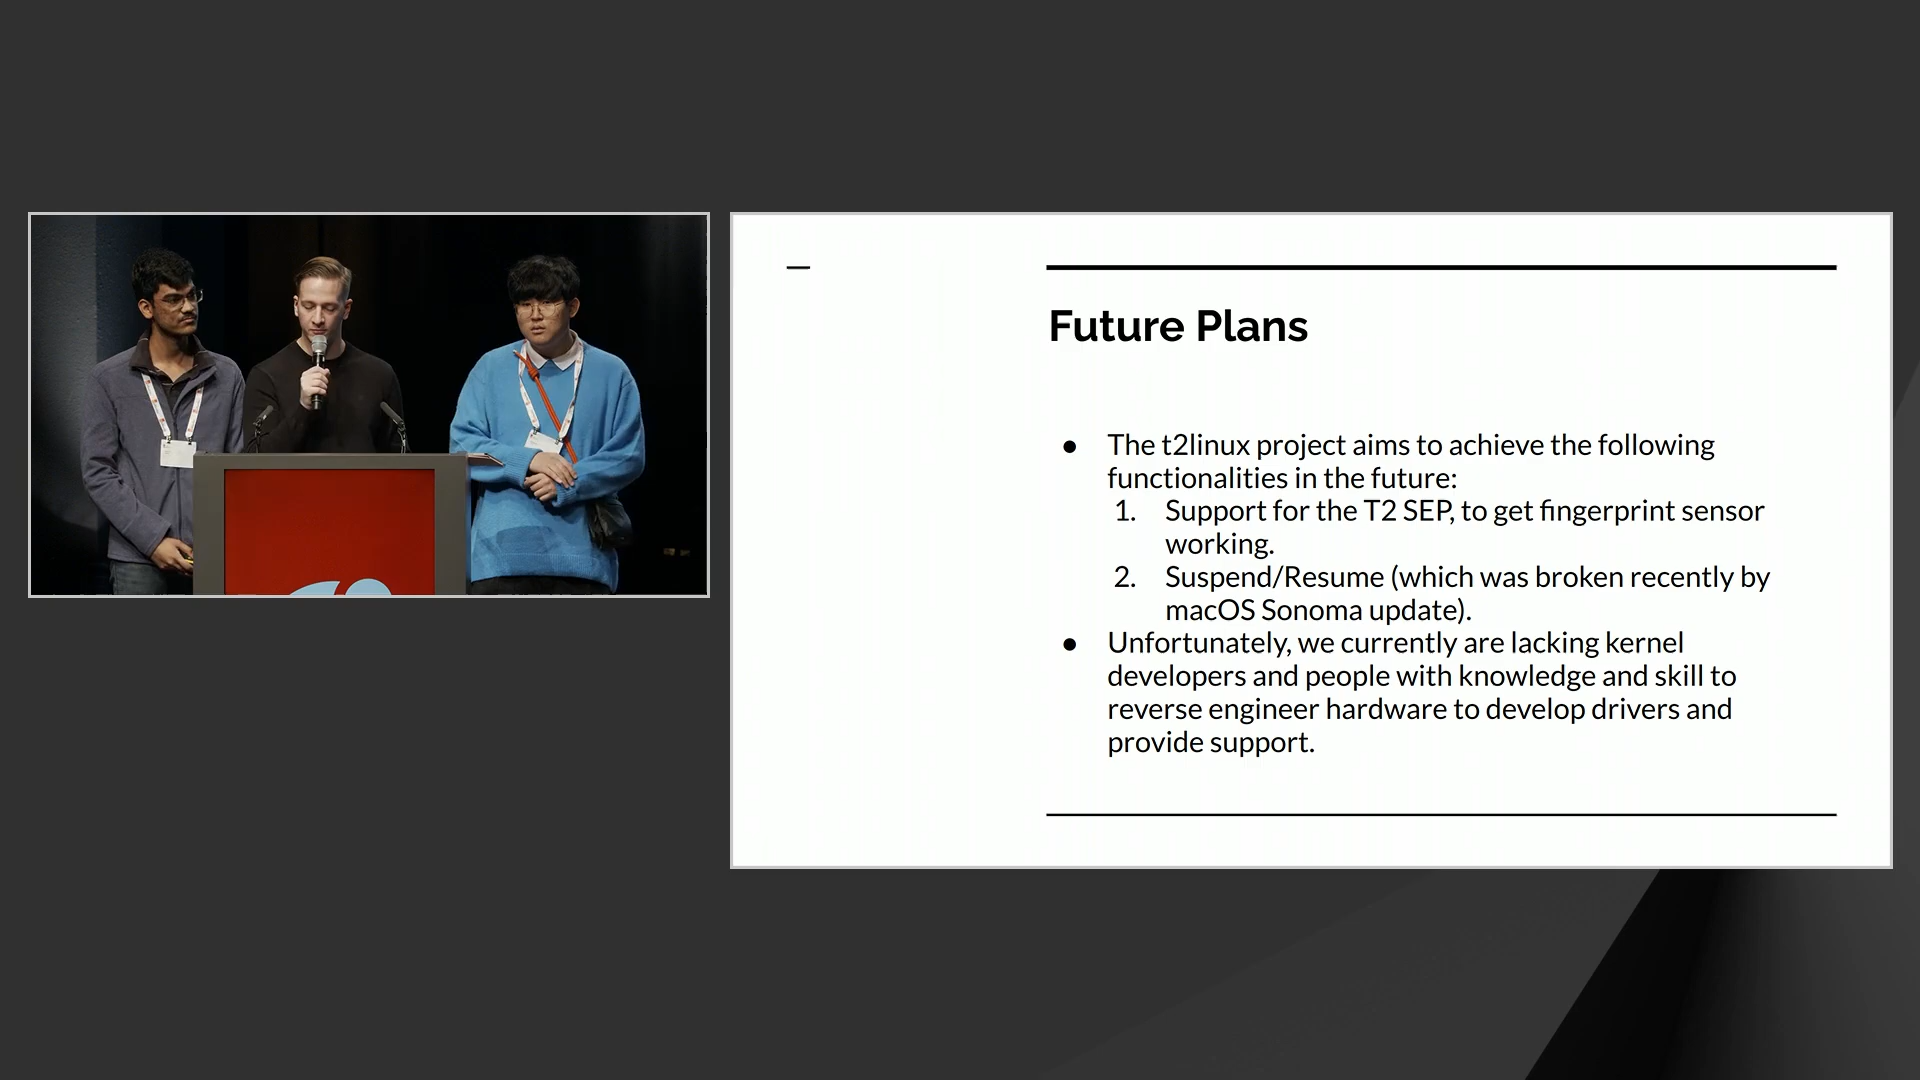 Future Plans
● The t2linux project aims to achieve the following
functionalities in the future:
1. Support for the T2 SEP, to get fingerprint sensor
working.
2. Suspend/Resume (which was broken recently by
macOS Sonoma update).
● Unfortunately, we currently are lacking kernel
developers and people with knowledge and skill to
reverse engineer hardware to develop drivers and
provide support.